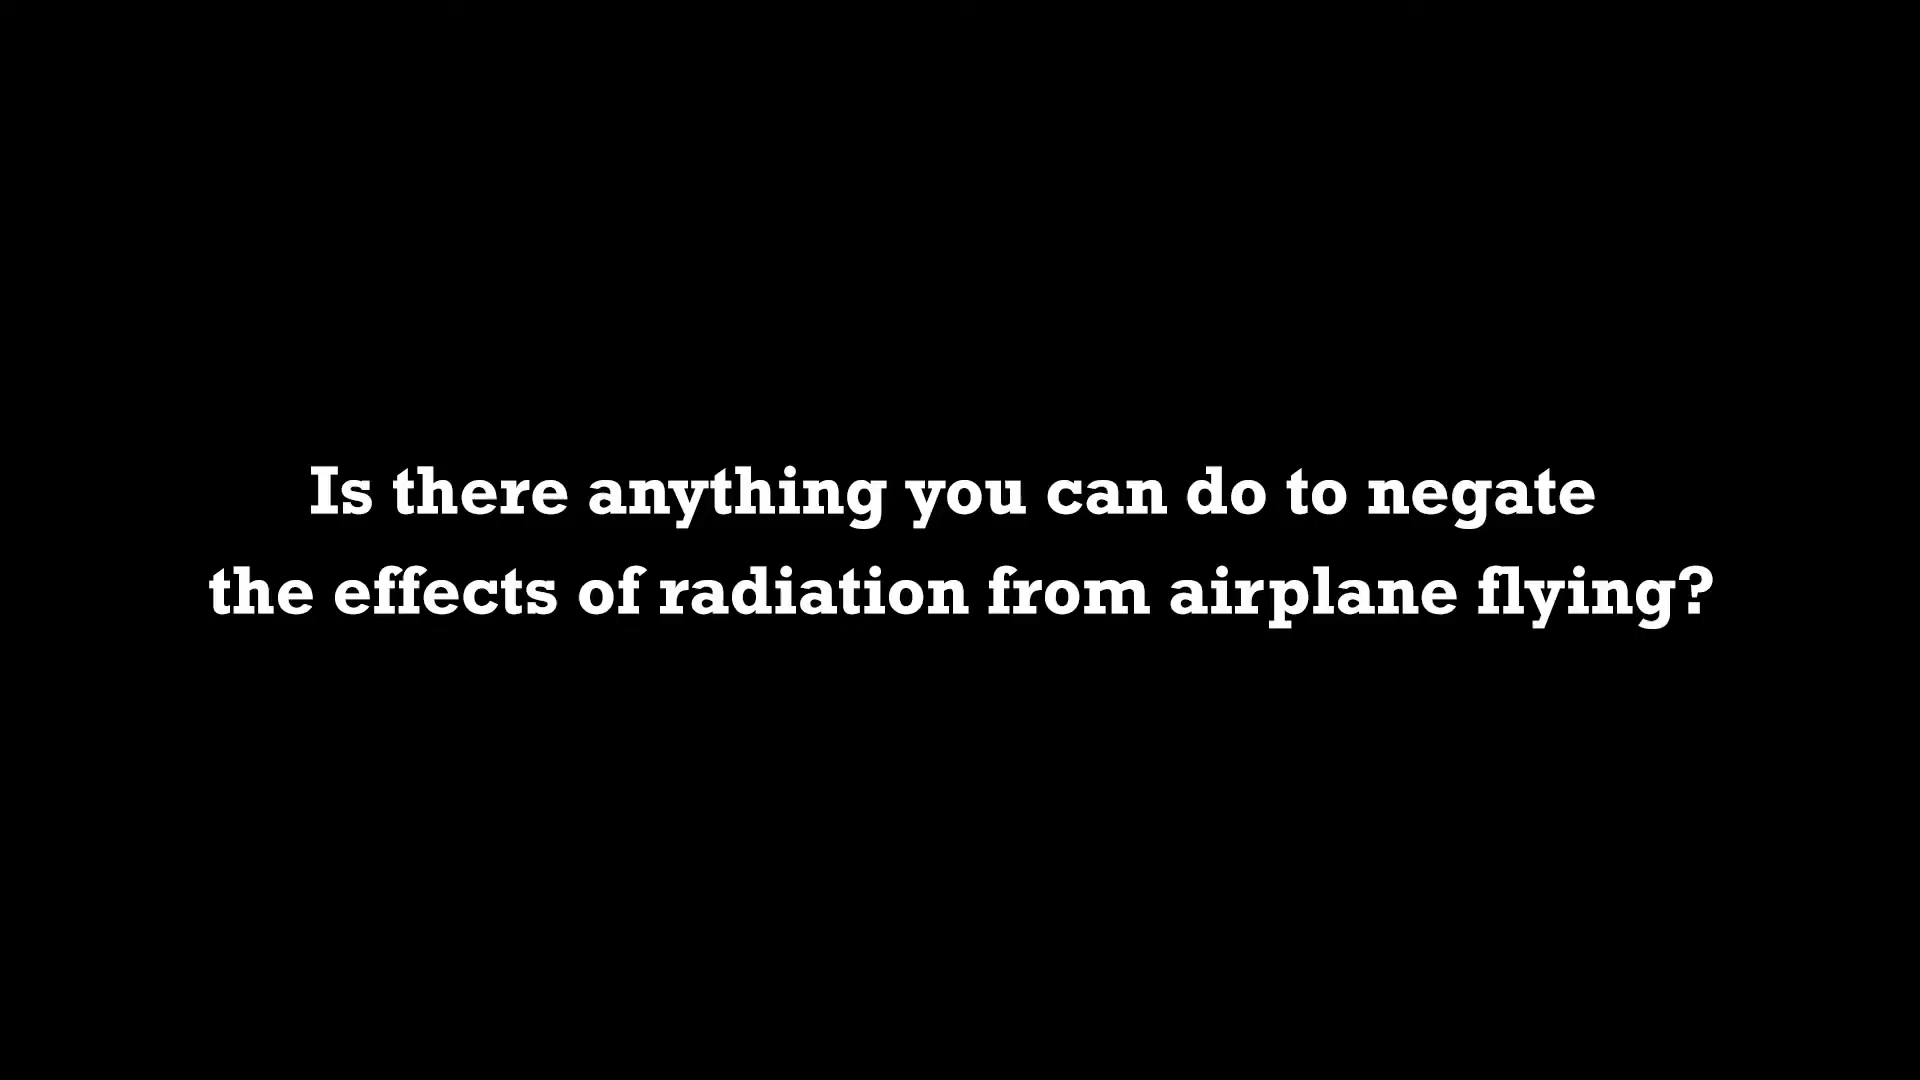 Is there anything you can do to negate
the effects of radiation from airplane flying?